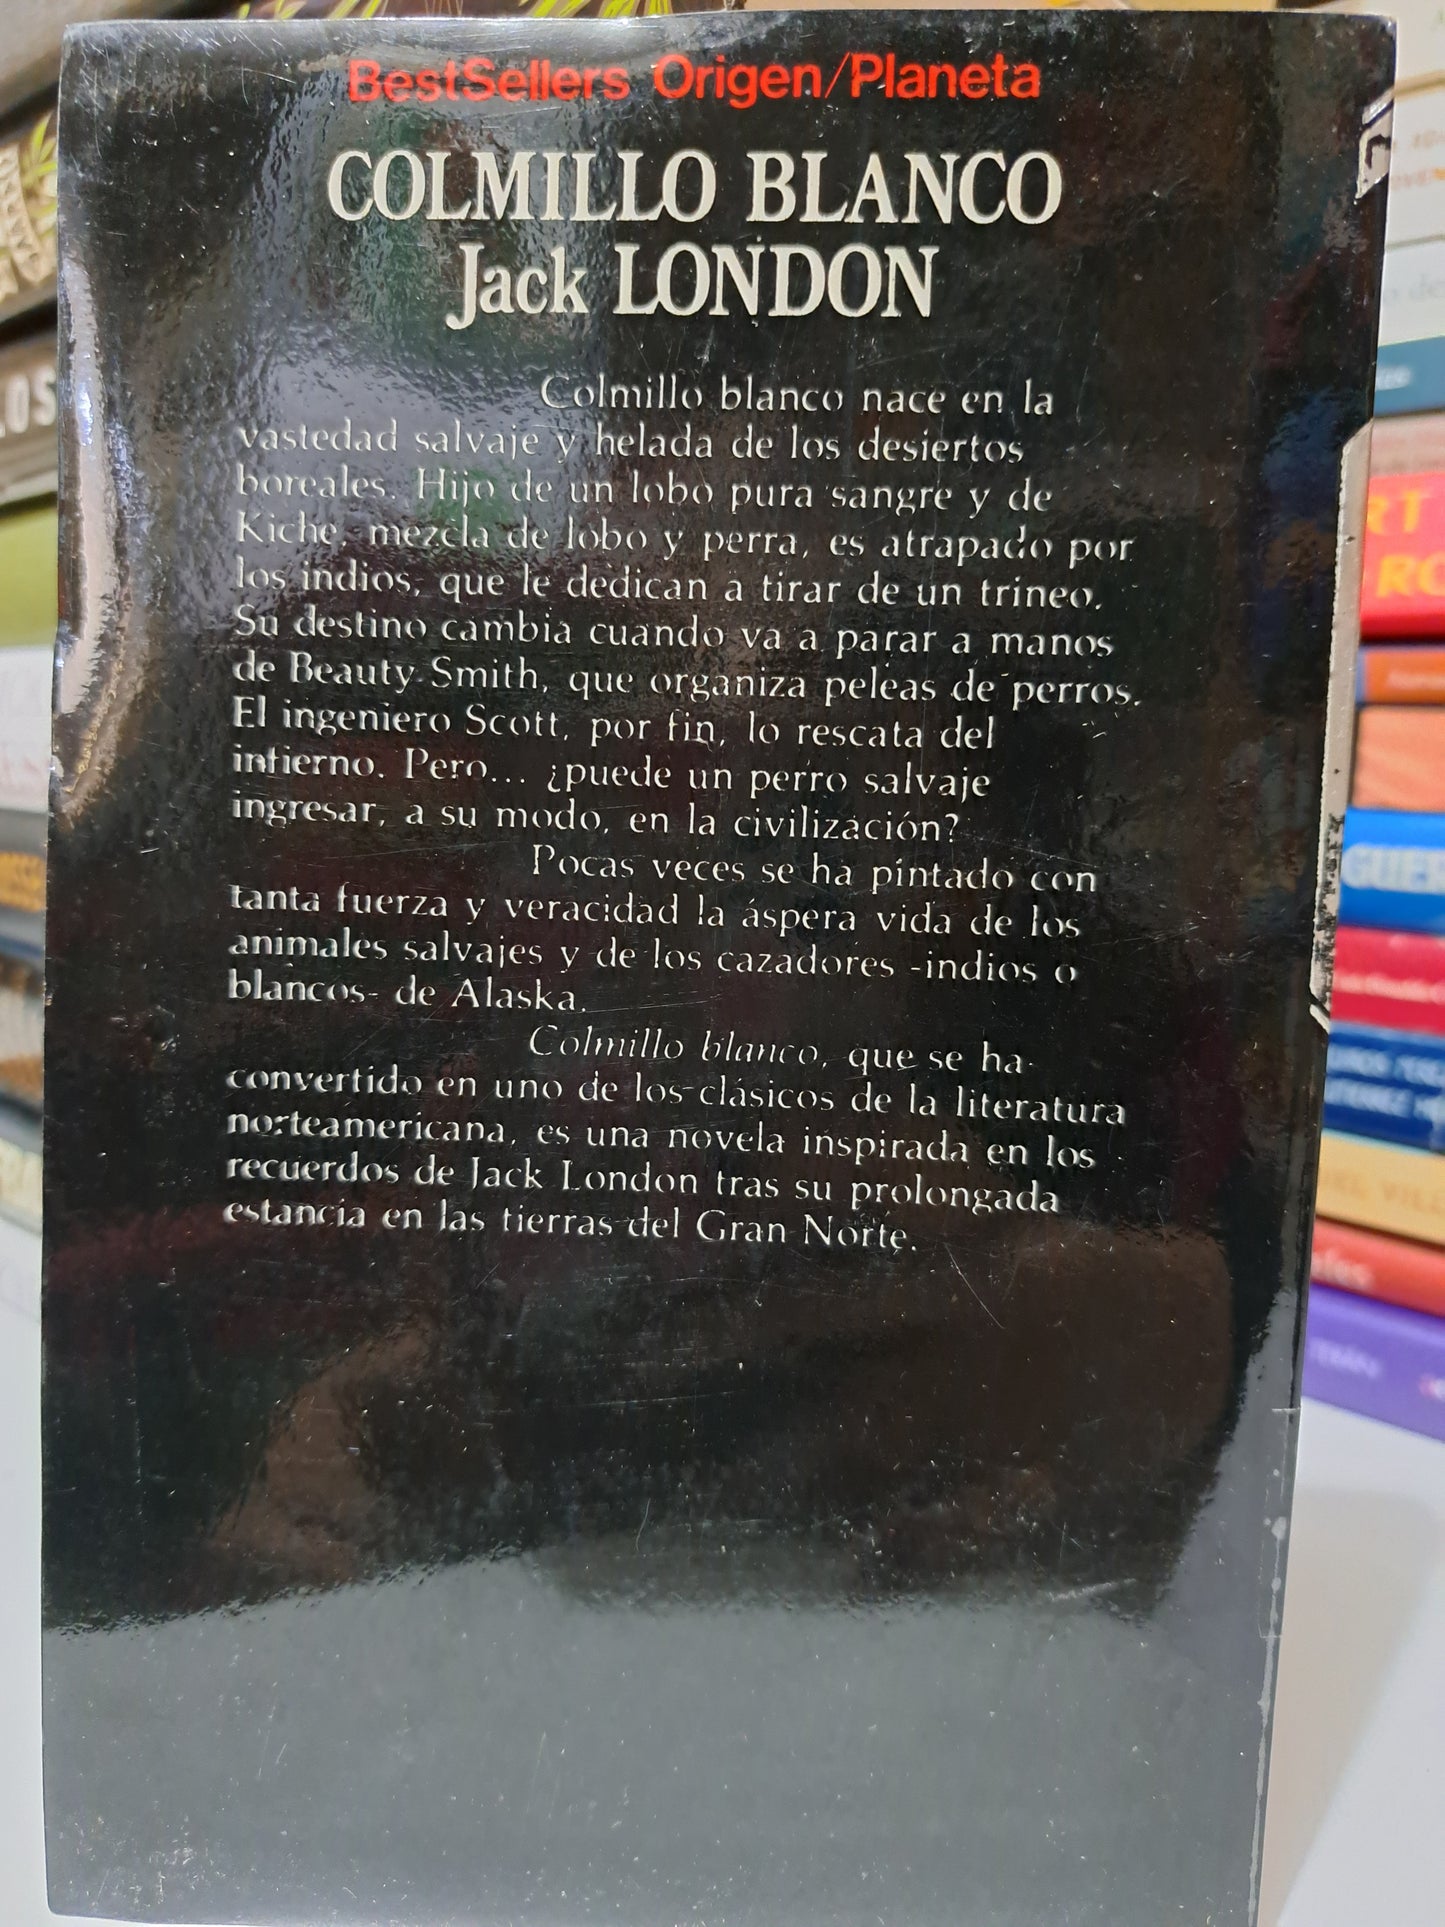 BestSellers Origen/Planeta
COLMILLO BLANCO
Jack LONDON
Colmillo blanco nace en la
vastedad salvaje y helada de los desiertos
boreales. Hijo de un lobo pura sangre y de
Kiche, mezcla de lobo y perra, es atrapado por
los indios, que le dedican a tirar de un trineo.
Su destino cambia cuando va a parar a manos
de Beauty Smith, que organiza peleas de perros.
El ingeniero Scott, por fin, lo rescata del
infierno. Pero... ¿puede un perro salvaje
ingresar, a su modo, en la civilización?
Pocas veces se ha pintado con
tanta fuerza y veracidad la áspera vida de los
animales salvajes y de los cazadores -indios o
blancos- de Alaska.
Colmillo blanco, que se ha
convertido en uno de los clásicos de la literatura
norteamericana, es una novela inspirada en los
recuerdos de Jack London tras su prolongada
estancia en las tierras del Gran Norte.
LOS
RT
RO
GUER